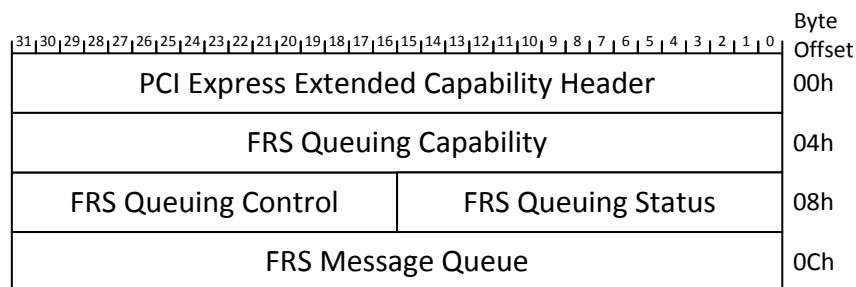 31 30 29 28 27 26 25 24 23 22 21 20 19 18 17 16 15 14 13 12 11 10 9 8 7 6 5 4 3 2 1 0
Byte
Offset
PCI Express Extended Capability Header 00h
FRS Queuing Capability 04h
FRS Queuing Control FRS Queuing Status 08h
FRS Message Queue 0Ch